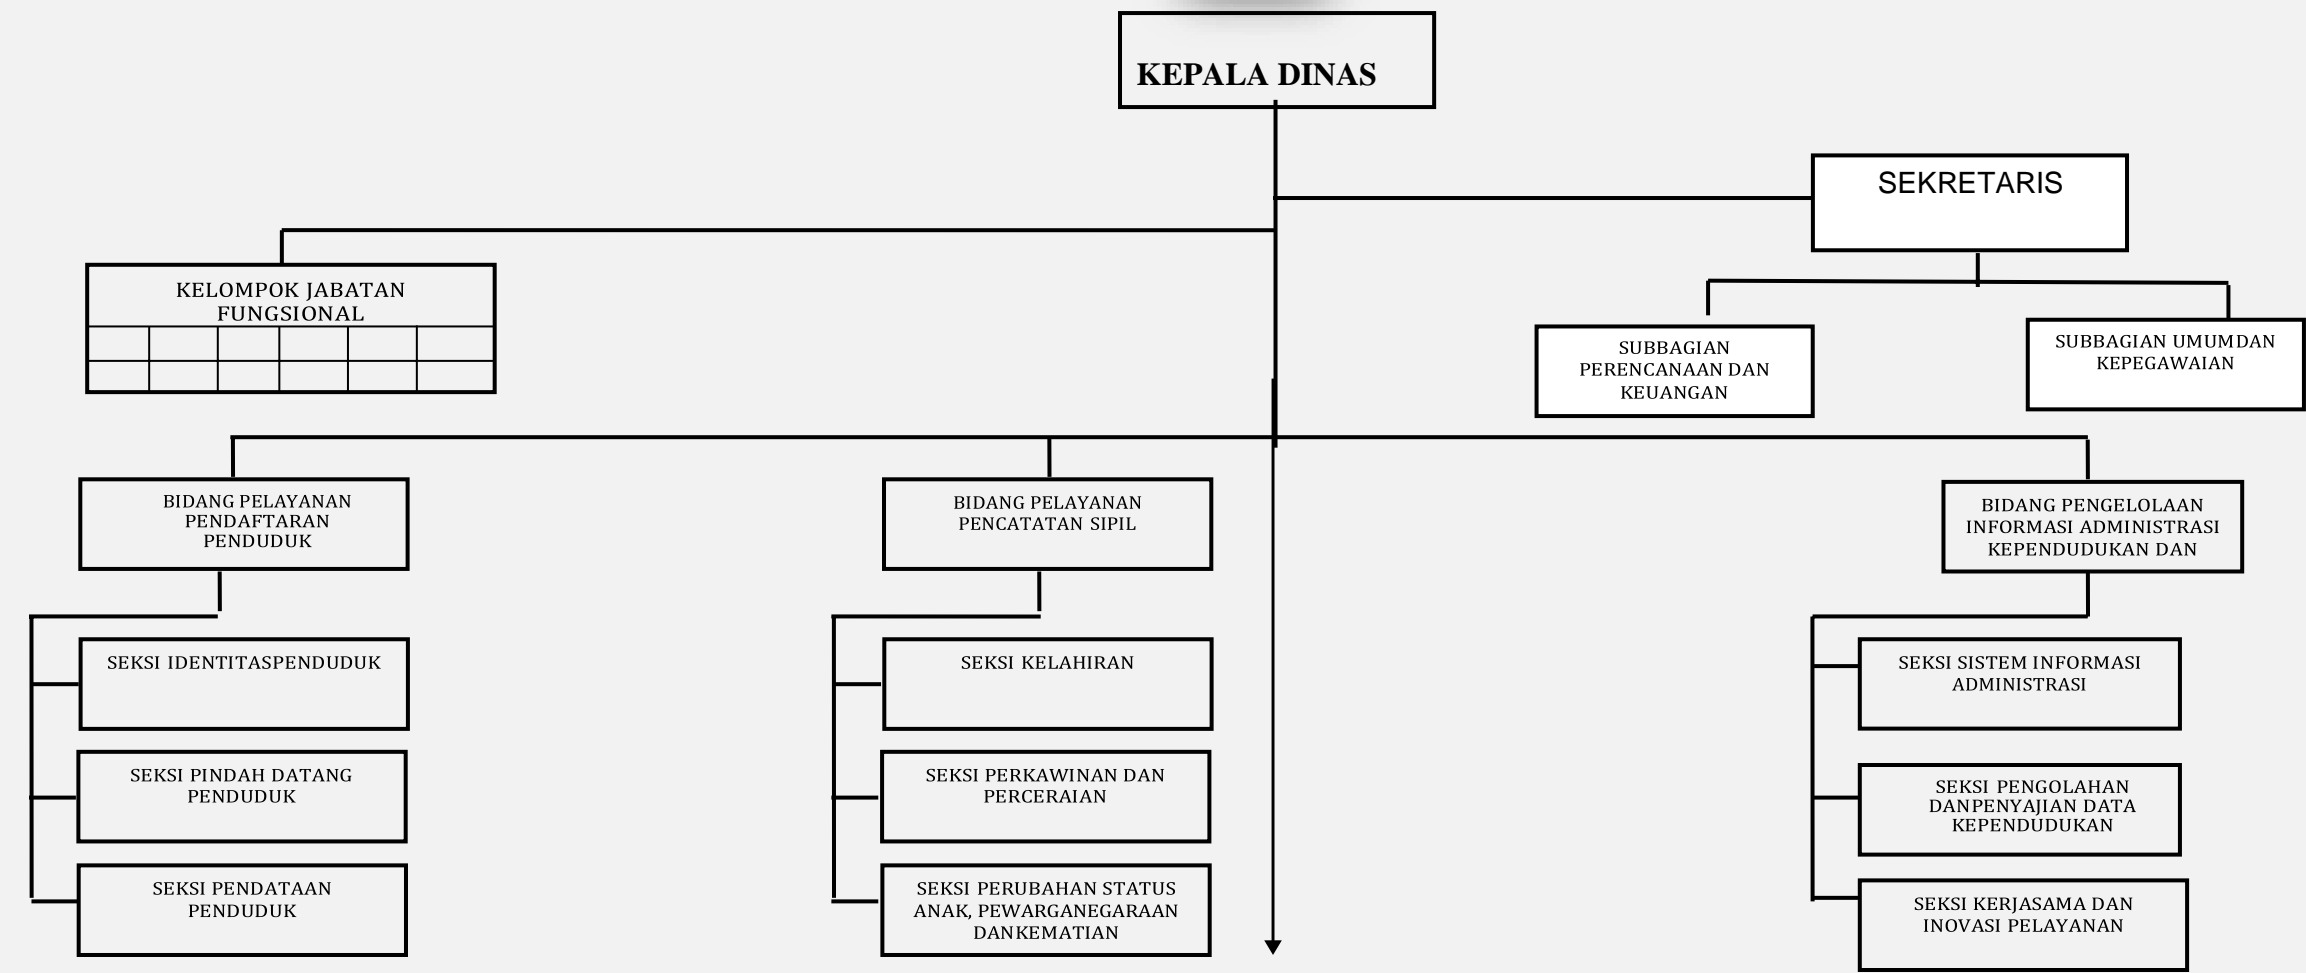 KEPALA DINAS
SEKRETARIS
KELOMPOK JABATAN
FUNGSIONAL
SUBBAGIAN
PERENCANAAN DAN
KEUANGAN
SUBBAGIAN UMUMDAN
KEPEGAWAIAN
BIDANG PELAYANAN
PENDAFTARAN
PENDUDUK
BIDANG PELAYANAN
PENCATATAN SIPIL
BIDANG PENGELOLAAN
INFORMASI ADMINISTRASI
KEPENDUDUKAN DAN
SEKSI IDENTITASPENDUDUK
SEKSI PINDAH DATANG
PENDUDUK
SEKSI PENDATAAN
PENDUDUK
SEKSI KELAHIRAN
SEKSI PERKAWINAN DAN
PERCERAIAN
SEKSI PERUBAHAN STATUS
ANAK, PEWARGANEGARAAN
DANKEMATIAN
SEKSI SISTEM INFORMASI
ADMINISTRASI
SEKSI PENGOLAHAN
DANPENYAJIAN DATA
KEPENDUDUKAN
SEKSI KERJASAMA DAN
INOVASI PELAYANAN